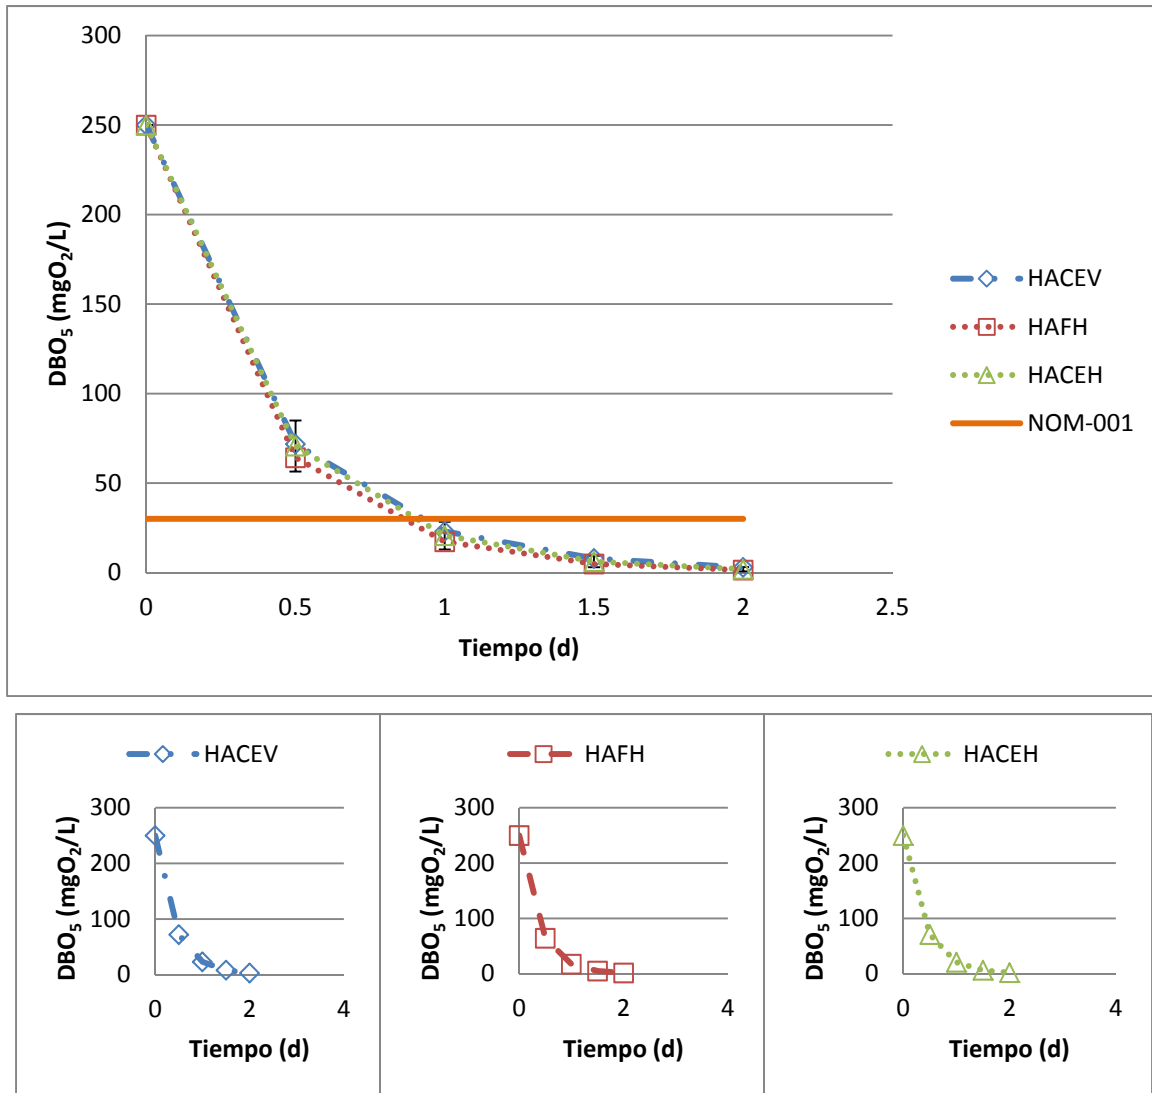 300
250
200
150
100
50
0
DBO₅ (mgO₂/L)
0 0.5 1 1.5 2 2.5
Tiempo (d)
HACEV
HAFH
HACEH
NOM-001
HACEV
300
200
100
0
DBO₅ (mgO₂/L)
0 2 4
Tiempo (d)
HAFH
300
200
100
0
DBO₅ (mgO₂/L)
0 2 4
Tiempo (d)
HACEH
300
200
100
0
DBO₅ (mgO₂/L)
0 2 4
Tiempo (d)